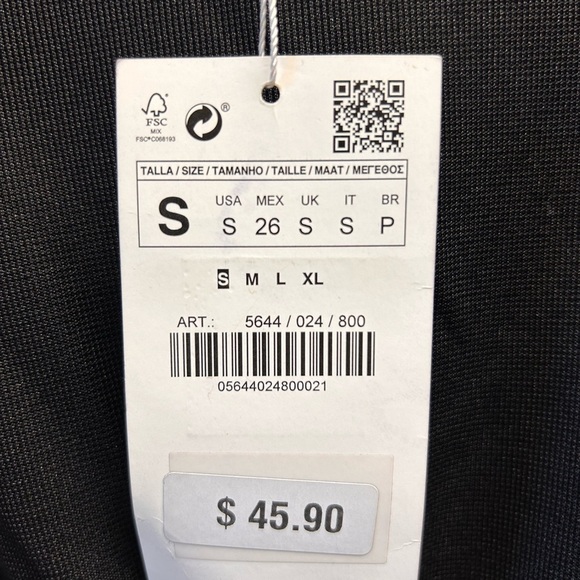 FSC
MIX
FSC® C068193
®
TALLA / SIZE / TAMANHO / TAILLE / MAAT / ΜΕΓΕΘΟΣ
S
USA MEX UK IT BR
S 26 S S P
S M L XL
ART.: 5644 / 024 / 800
05644024800021
$ 45.90